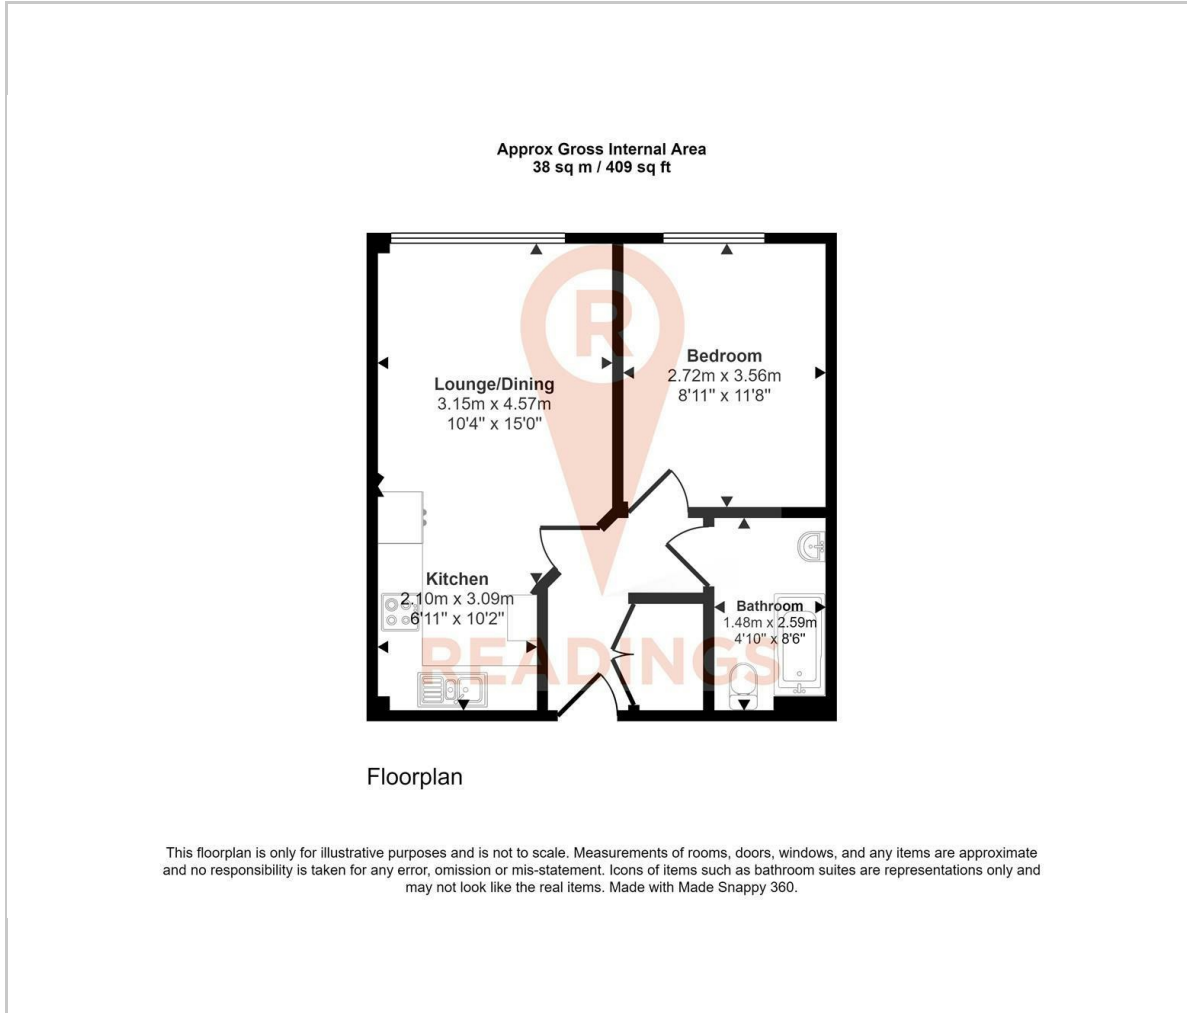 Approx Gross Internal Area
38 sq m / 409 sq ft
R
Bedroom
2.72m x 3.56m
8'11" x 11'8"
Lounge/Dining
3.15m x 4.57m
10'4" x 15'0"
Kitchen
2.10m x 3.09m
6'11" x 10'2"
Bathroom
1.48m x 2.59m
4'10" x 8'6"
READINGS
Floorplan
This floorplan is only for illustrative purposes and is not to scale. Measurements of rooms, doors, windows, and any items are approximate
and no responsibility is taken for any error, omission or mis-statement. Icons of items such as bathroom suites are representations only and
may not look like the real items. Made with Made Snappy 360.